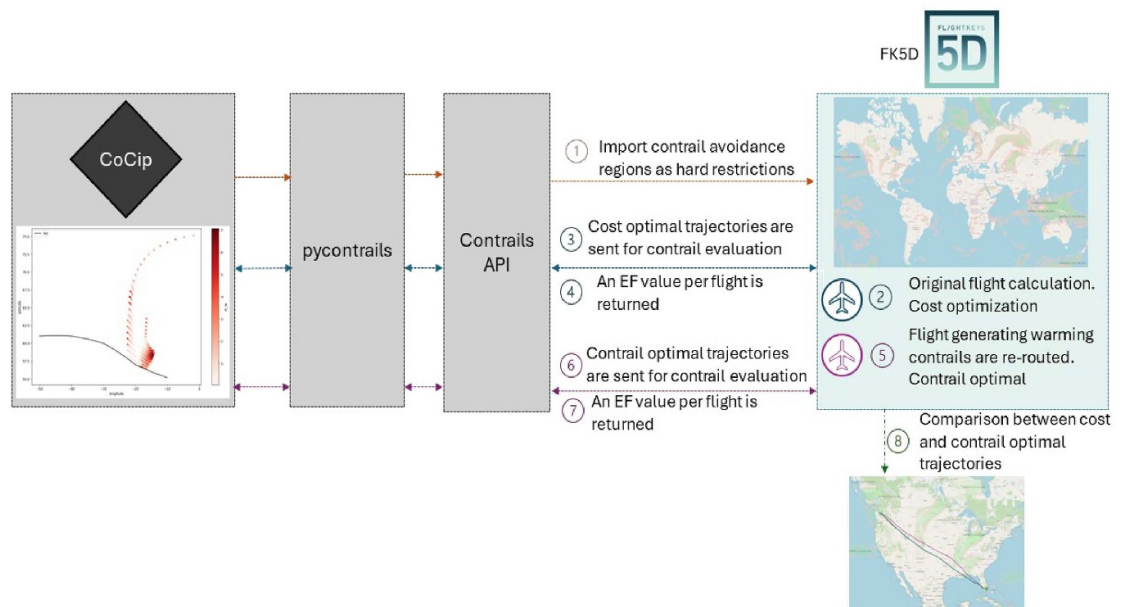 FLIGHTKEYS
5D
FK5D
CoCip
pycontrails
Contrails
API
1
Import contrail avoidance
regions as hard restrictions
3
Cost optimal trajectories are
sent for contrail evaluation
4
An EF value per flight is
returned
2
Original flight calculation.
Cost optimization
5
Flight generating warming
contrails are re-routed.
Contrail optimal
6
Contrail optimal trajectories
are sent for contrail evaluation
7
An EF value per flight is
returned
8
Comparison between cost
and contrail optimal
trajectories